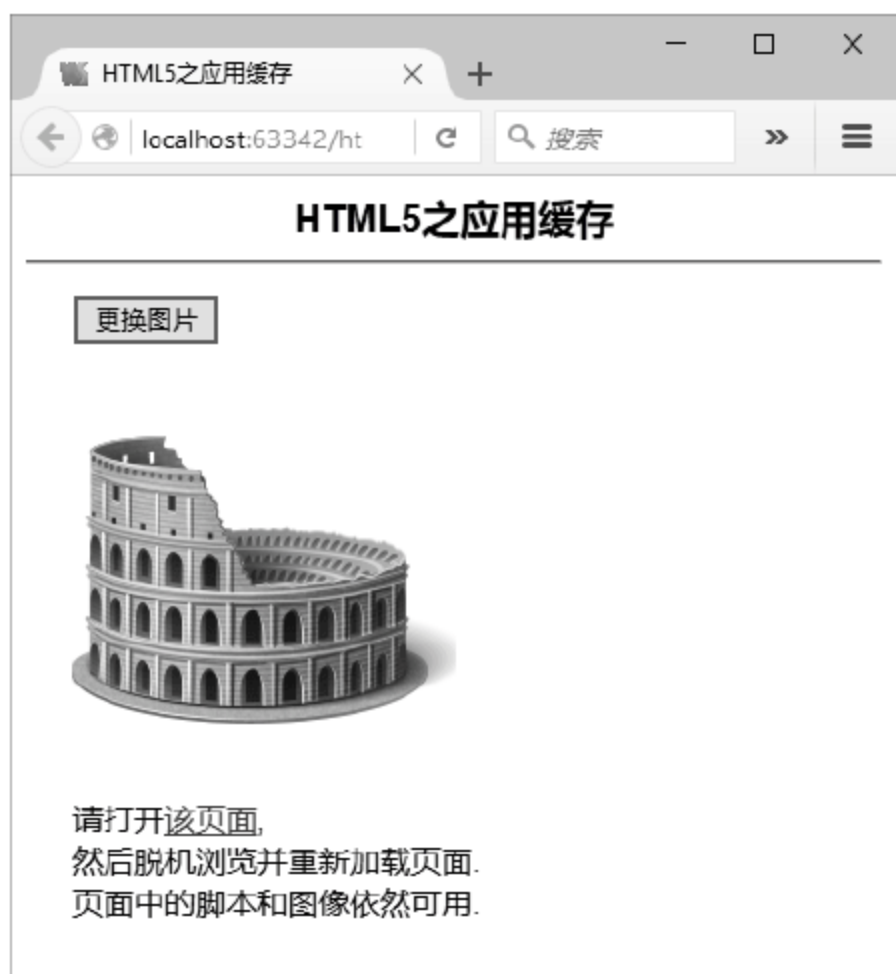 HTML5之应用缓存
localhost:63342/ht
搜索
HTML5之应用缓存
更换图片
请打开该页面,
然后脱机浏览并重新加载页面.
页面中的脚本和图像依然可用.